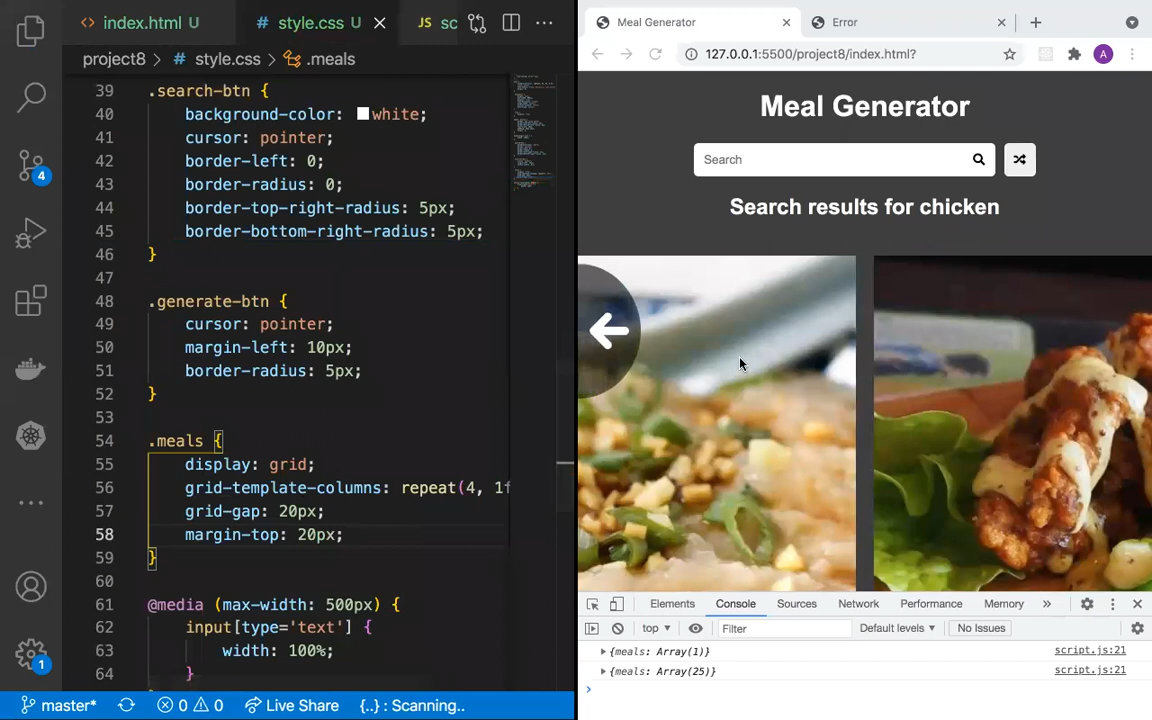 index.html U
style.css U
JS sc
project8 > style.css > .meals
39 .search-btn {
40 background-color: white;
41 cursor: pointer;
42 border-left: 0;
43 border-radius: 0;
44 border-top-right-radius: 5px;
45 border-bottom-right-radius: 5px;
46 }
47
48 .generate-btn {
49 cursor: pointer;
50 margin-left: 10px;
51 border-radius: 5px;
52 }
53
54 .meals {
55 display: grid;
56 grid-template-columns: repeat(4, 1f
57 grid-gap: 20px;
58 margin-top: 20px;
59 }
60
61 @media (max-width: 500px) {
62 input[type='text'] {
63 width: 100%;
64 }
4
1
master* 0 0 Live Share {..} : Scanning..
Meal Generator
Error
127.0.0.1:5500/project8/index.html?
A
Meal Generator
Search
Search results for chicken
Elements Console Sources Network Performance Memory »
top Filter Default levels No Issues
{meals: Array(1)} script.js:21
{meals: Array(25)} script.js:21